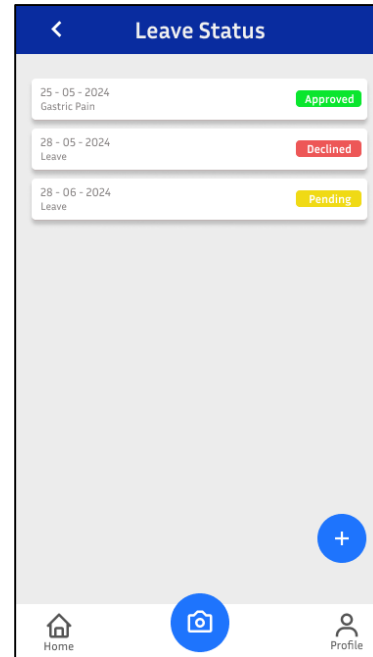 Leave Status
25 - 05 - 2024
Gastric Pain
Approved
28 - 05 - 2024
Leave
Declined
28 - 06 - 2024
Leave
Pending
+
Home
Profile